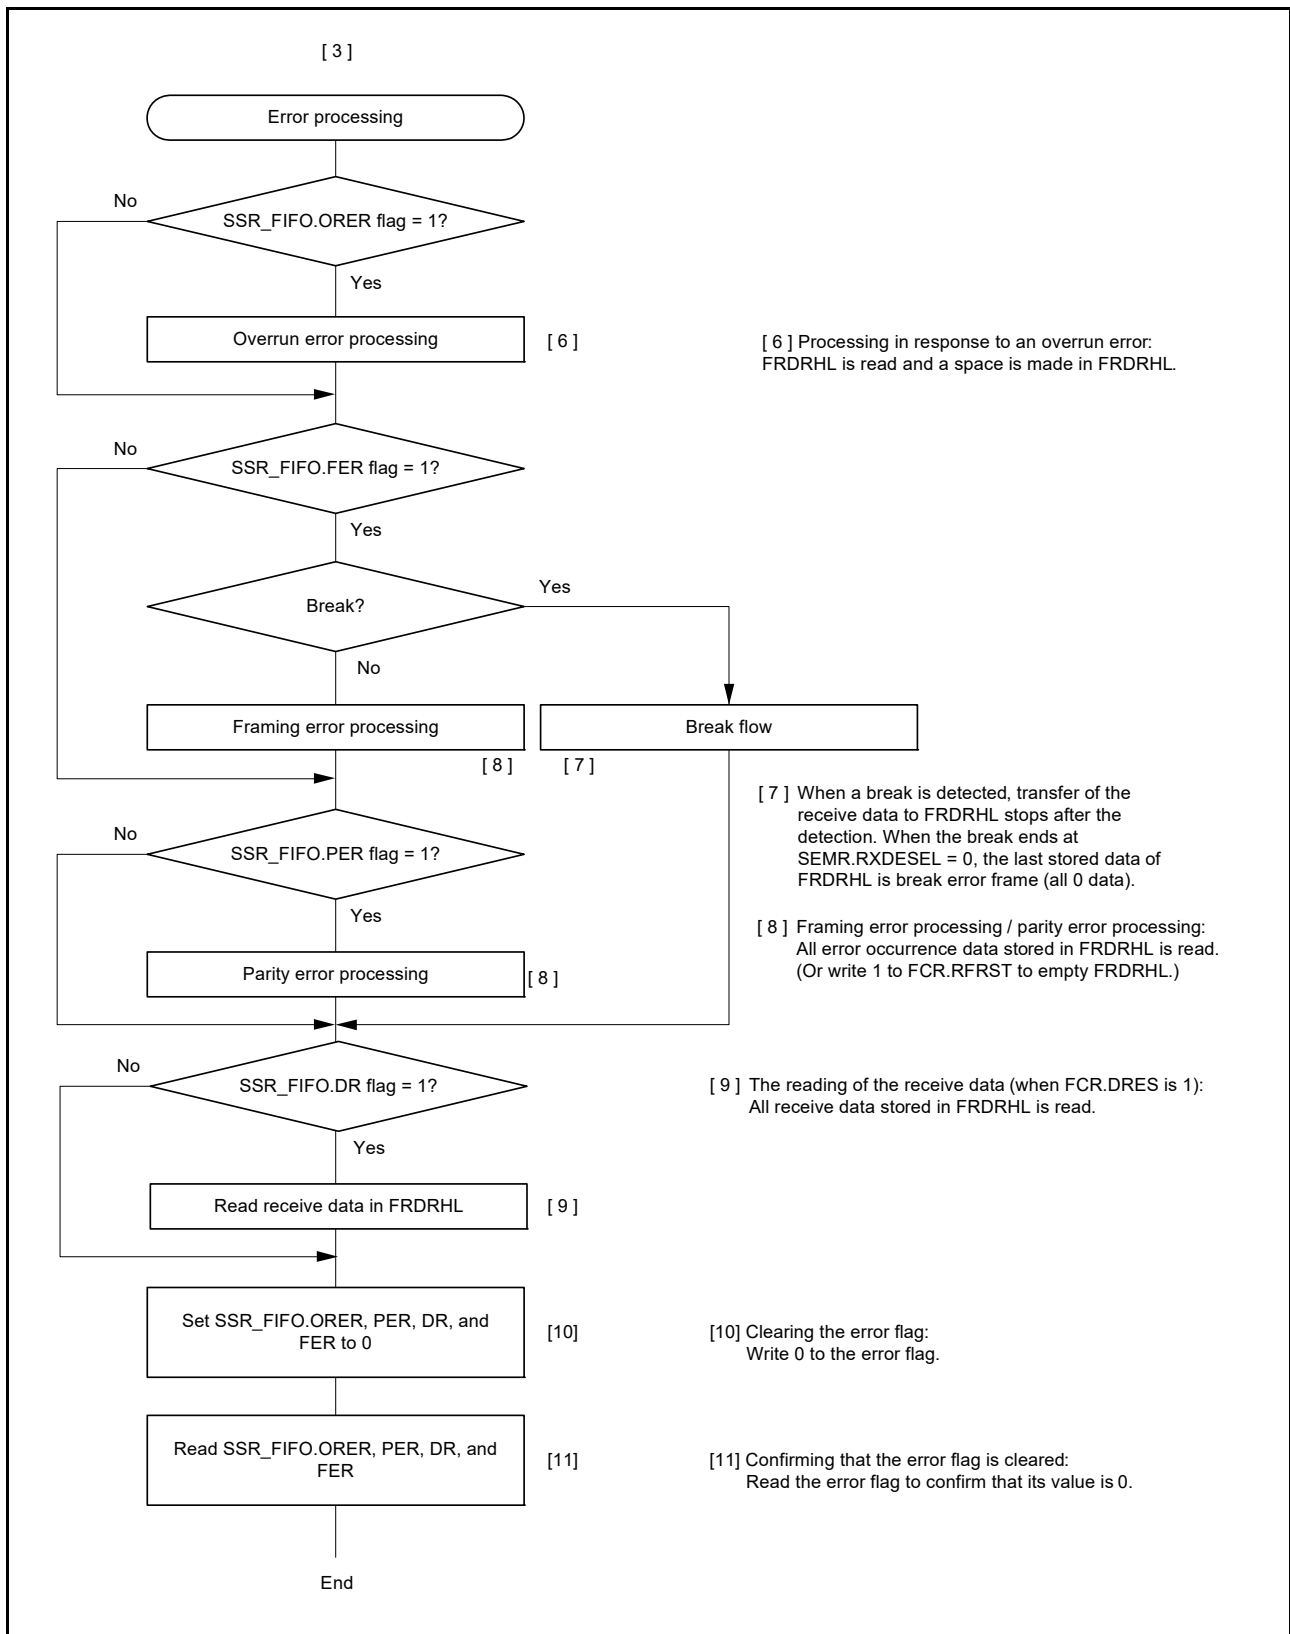 [ 3 ]
Error processing
No
SSR_FIFO.ORER flag = 1?
Yes
Overrun error processing
[ 6 ]
[ 6 ] Processing in response to an overrun error:
FRDRHL is read and a space is made in FRDRHL.
No
SSR_FIFO.FER flag = 1?
Yes
Break?
Yes
No
Framing error processing
Break flow
[ 8 ]
[ 7 ]
[ 7 ] When a break is detected, transfer of the
receive data to FRDRHL stops after the
detection. When the break ends at
SEMR.RXDESEL = 0, the last stored data of
FRDRHL is break error frame (all 0 data).
No
SSR_FIFO.PER flag = 1?
Yes
[ 8 ] Framing error processing / parity error processing:
All error occurrence data stored in FRDRHL is read.
(Or write 1 to FCR.RFRST to empty FRDRHL.)
Parity error processing
[ 8 ]
No
SSR_FIFO.DR flag = 1?
Yes
[ 9 ] The reading of the receive data (when FCR.DRES is 1):
All receive data stored in FRDRHL is read.
Read receive data in FRDRHL
[ 9 ]
Set SSR_FIFO.ORER, PER, DR, and
FER to 0
[10]
[10] Clearing the error flag:
Write 0 to the error flag.
Read SSR_FIFO.ORER, PER, DR, and
FER
[11]
[11] Confirming that the error flag is cleared:
Read the error flag to confirm that its value is 0.
End